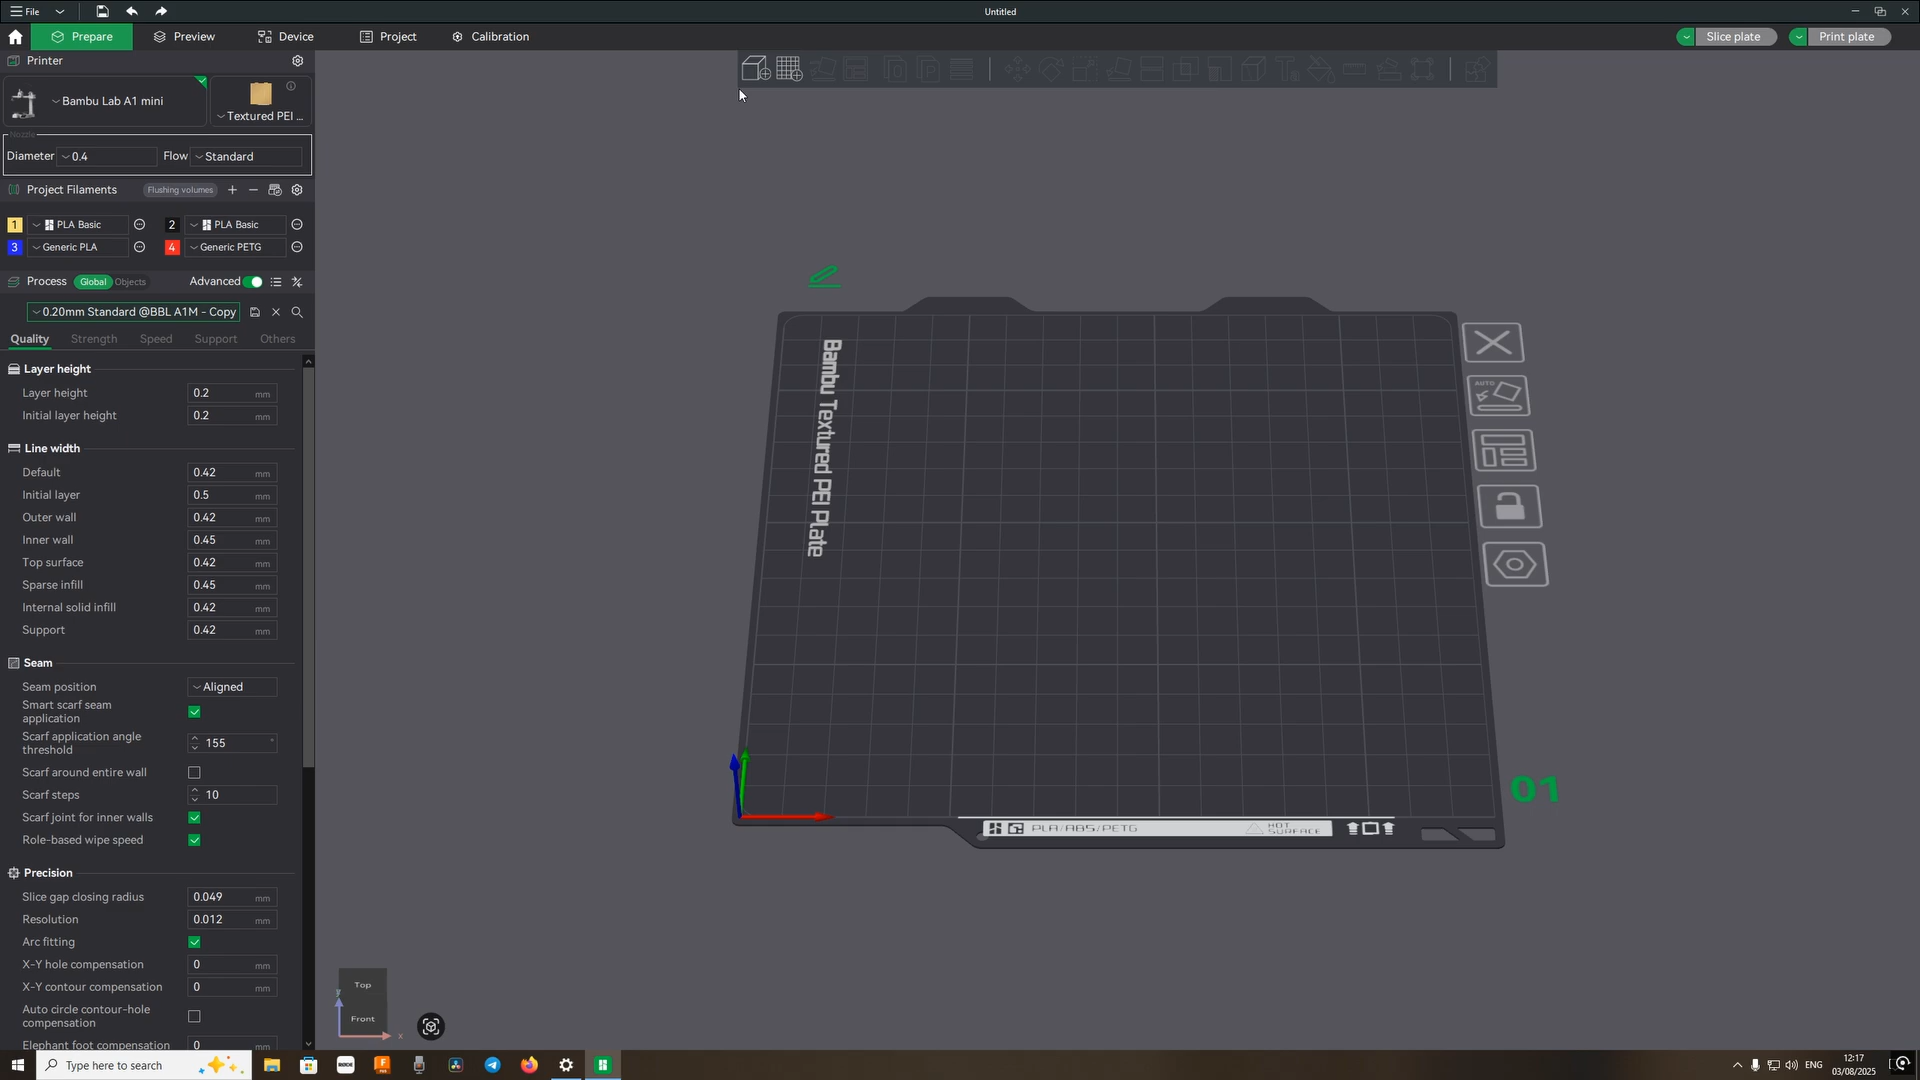 File
Untitled
Prepare
Preview
Device
Project
Calibration
Slice plate
Print plate
Printer
Bambu Lab A1 mini
Textured PEI ...
Nozzle
Diameter 0.4 Flow Standard
Project Filaments Flushing volumes
1 PLA Basic 2 PLA Basic
3 Generic PLA 4 Generic PETG
Process Global Objects Advanced
0.20mm Standard @BBL A1M - Copy
Quality Strength Speed Support Others
Layer height
Layer height 0.2 mm
Initial layer height 0.2 mm
Line width
Default 0.42 mm
Initial layer 0.5 mm
Outer wall 0.42 mm
Inner wall 0.45 mm
Top surface 0.42 mm
Sparse infill 0.45 mm
Internal solid infill 0.42 mm
Support 0.42 mm
Seam
Seam position Aligned
Smart scarf seam
application
Scarf application angle
threshold 155 °
Scarf around entire wall
Scarf steps 10
Scarf joint for inner walls
Role-based wipe speed
Precision
Slice gap closing radius 0.049 mm
Resolution 0.012 mm
Arc fitting
X-Y hole compensation 0 mm
X-Y contour compensation 0 mm
Auto circle contour-hole
compensation
Elephant foot compensation 0 mm
Bambu Textured PEI Plate
AUTO
01
PLA/ABS/PETG
HOT
SURFACE
Top
Front
y
x
Type here to search
RØDE
ENG
12:17
03/08/2025